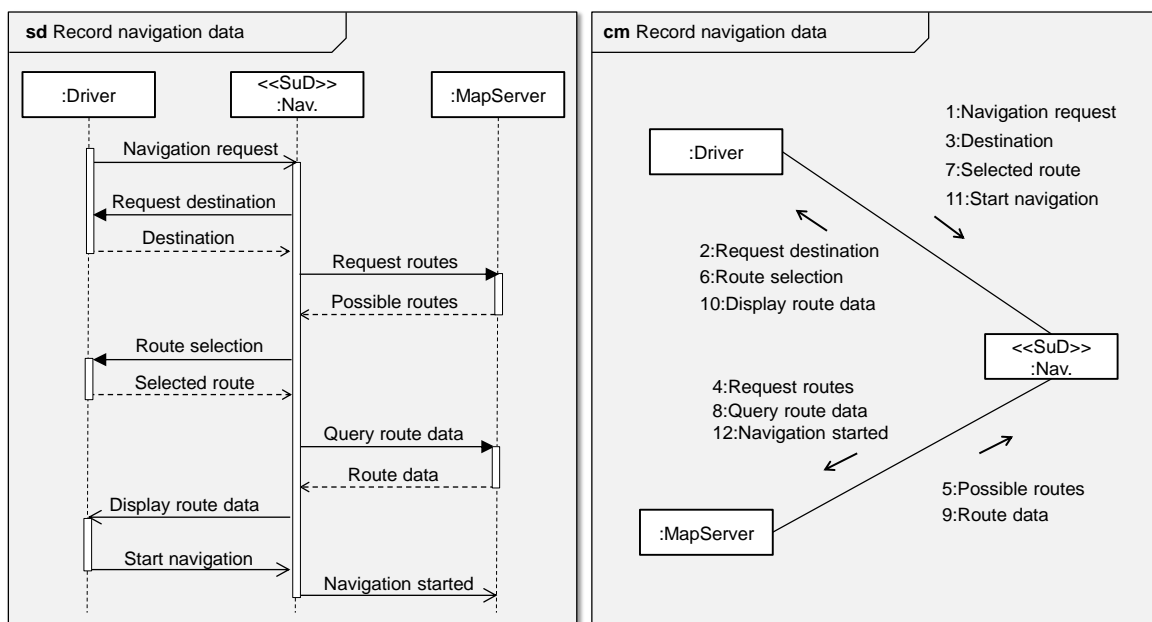 sd Record navigation data
:Driver
<<SuD>>
:Nav.
:MapServer
Navigation request
Request destination
Destination
Request routes
Possible routes
Route selection
Selected route
Query route data
Route data
Display route data
Start navigation
Navigation started
cm Record navigation data
1:Navigation request
3:Destination
7:Selected route
11:Start navigation
:Driver
2:Request destination
6:Route selection
10:Display route data
<<SuD>>
:Nav.
4:Request routes
8:Query route data
12:Navigation started
5:Possible routes
9:Route data
:MapServer